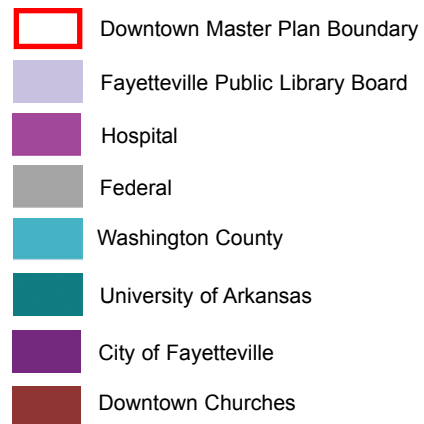 Downtown Master Plan Boundary
Fayetteville Public Library Board
Hospital
Federal
Washington County
University of Arkansas
City of Fayetteville
Downtown Churches